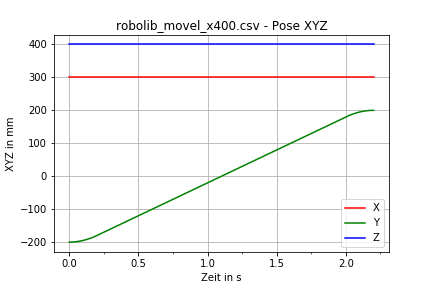 robolib_movel_x400.csv - Pose XYZ
XYZ in mm
400
300
200
100
0
−100
−200
0.0 0.5 1.0 1.5 2.0
Zeit in s
X
Y
Z